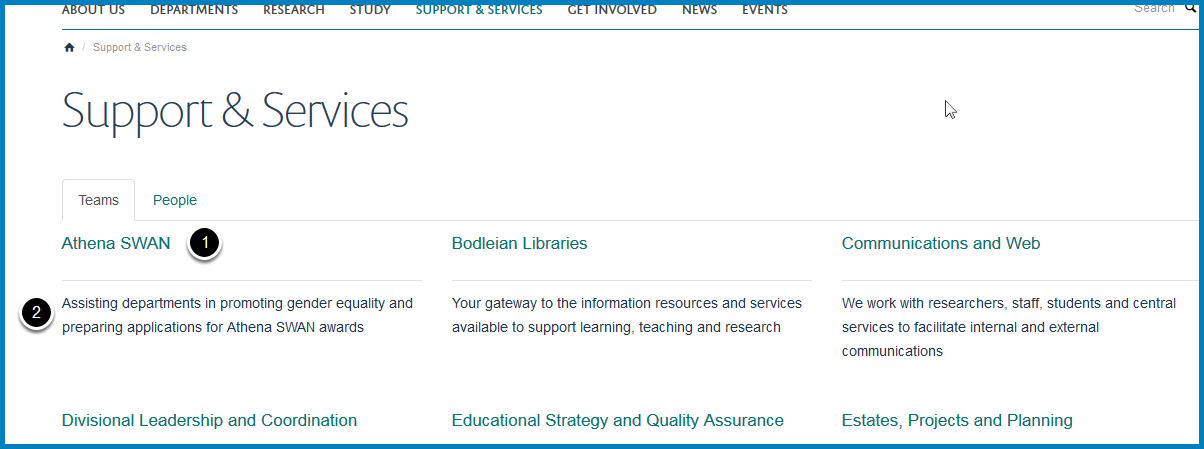 ABOUT US DEPARTMENTS RESEARCH STUDY SUPPORT & SERVICES GET INVOLVED NEWS EVENTS Search
/ Support & Services
Support & Services
Teams People
Athena SWAN 1 Bodleian Libraries Communications and Web
2 Assisting departments in promoting gender equality and
preparing applications for Athena SWAN awards
Your gateway to the information resources and services
available to support learning, teaching and research
We work with researchers, staff, students and central
services to facilitate internal and external
communications
Divisional Leadership and Coordination Educational Strategy and Quality Assurance Estates, Projects and Planning